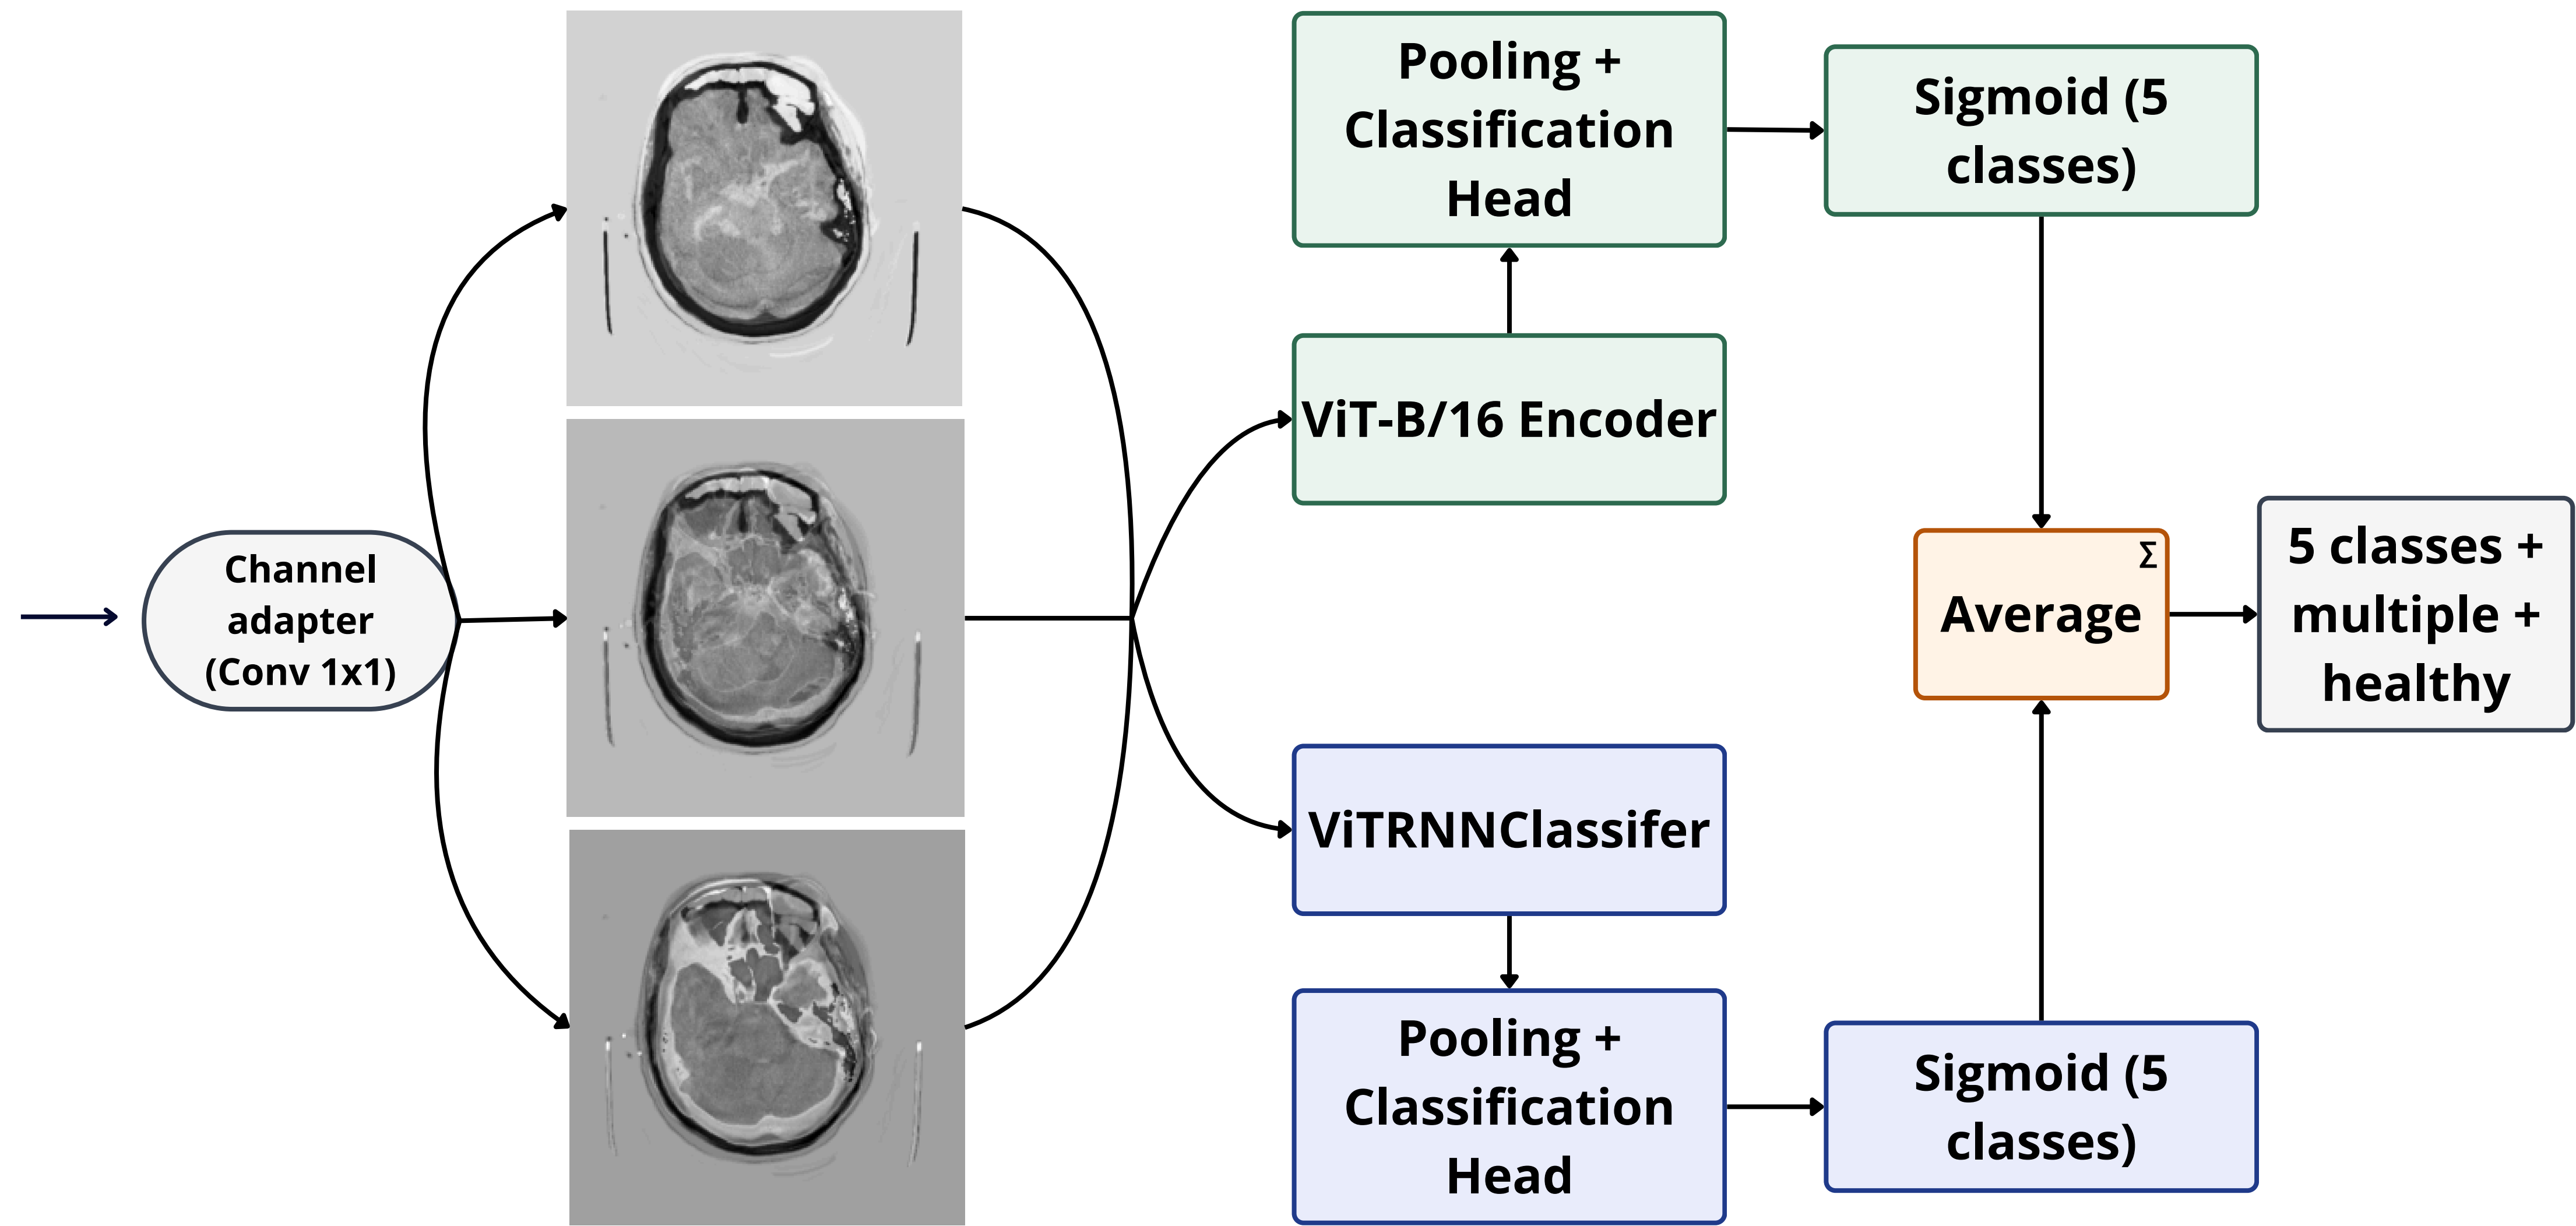 Channel
adapter
(Conv 1x1)
Pooling +
Classification
Head
Sigmoid (5
classes)
ViT-B/16 Encoder
Σ
Average
5 classes +
multiple +
healthy
ViTRNNClassifer
Pooling +
Classification
Head
Sigmoid (5
classes)